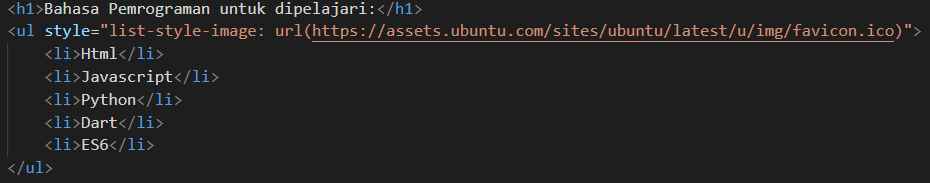 <h1>Bahasa Pemrograman untuk dipelajari:</h1>
<ul style="list-style-image: url(https://assets.ubuntu.com/sites/ubuntu/latest/u/img/favicon.ico)">
<li>Html</li>
<li>Javascript</li>
<li>Python</li>
<li>Dart</li>
<li>ES6</li>
</ul>